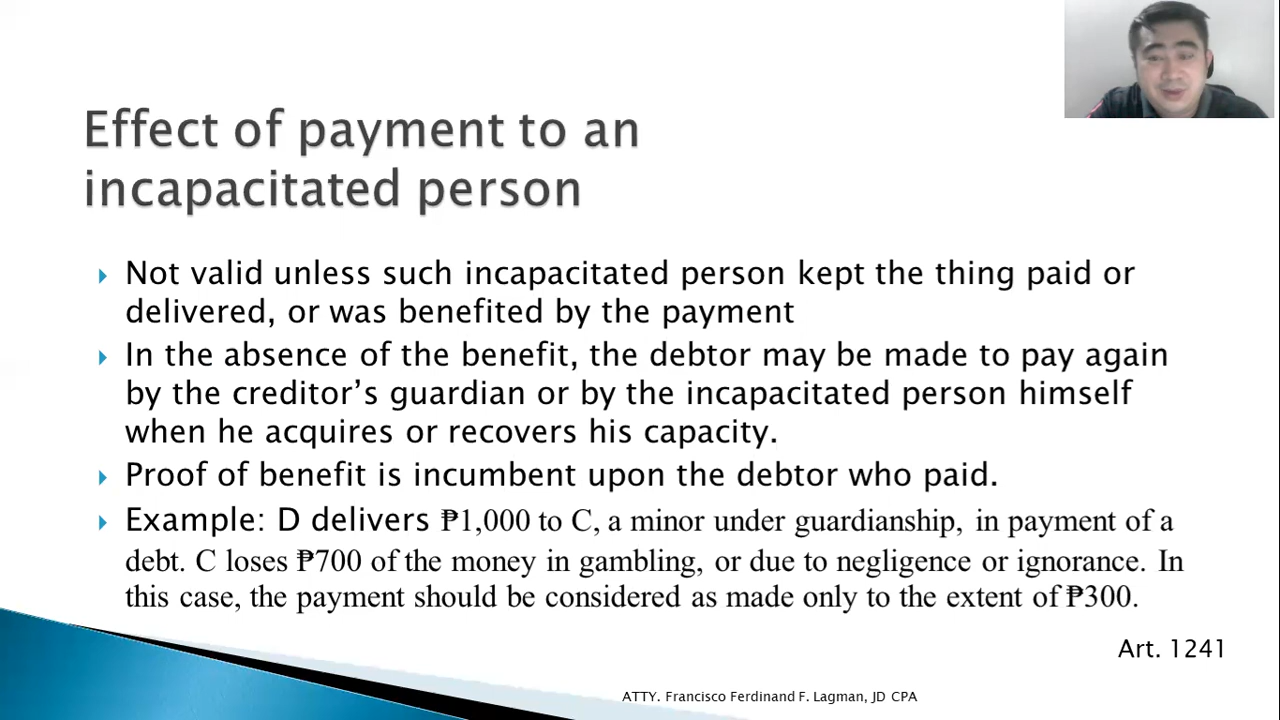 Effect of payment to an
incapacitated person
Not valid unless such incapacitated person kept the thing paid or
delivered, or was benefited by the payment
In the absence of the benefit, the debtor may be made to pay again
by the creditor’s guardian or by the incapacitated person himself
when he acquires or recovers his capacity.
Proof of benefit is incumbent upon the debtor who paid.
Example: D delivers ₱1,000 to C, a minor under guardianship, in payment of a
debt. C loses ₱700 of the money in gambling, or due to negligence or ignorance. In
this case, the payment should be considered as made only to the extent of ₱300.
Art. 1241
ATTY. Francisco Ferdinand F. Lagman, JD CPA